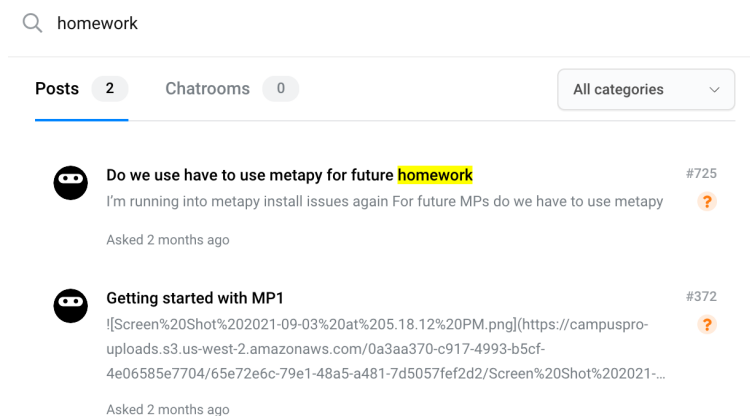 homework
Posts 2 Chatrooms 0 All categories
Do we use have to use metapy for future homework #725
I'm running into metapy install issues again For future MPs do we have to use metapy ?
Asked 2 months ago
Getting started with MP1 #372
![Screen%20Shot%202021-09-03%20at%205.18.12%20PM.png](https://campuspro- ?
uploads.s3.us-west-2.amazonaws.com/0a3aa370-c917-4993-b5cf-
4e06585e7704/65e72e6c-79e1-48a5-a481-7d5057fef2d2/Screen%20Shot%202021-...
Asked 2 months ago